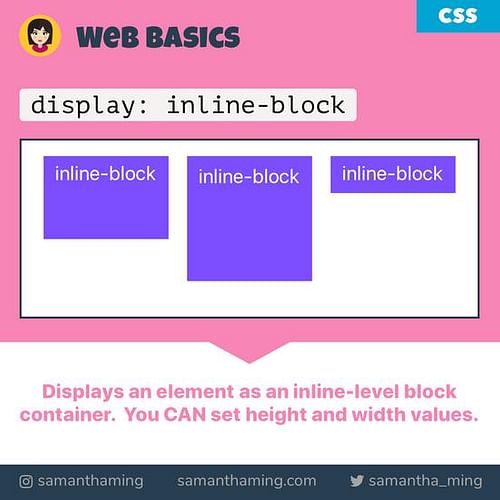 CSS
WeB BASICS
display: inline-block
inline-block
inline-block
inline-block
Displays an element as an inline-level block
container. You CAN set height and width values.
samanthaming
samanthaming.com
samantha_ming